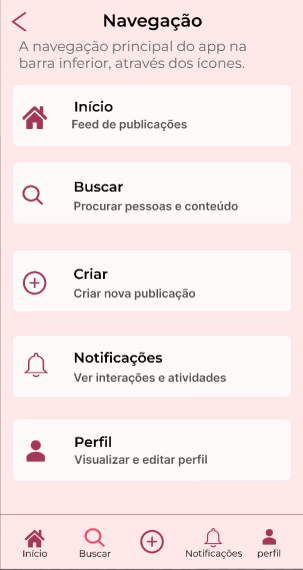 Navegação
A navegação principal do app na
barra inferior, através dos ícones.
Início
Feed de publicações
Buscar
Procurar pessoas e conteúdo
Criar
Criar nova publicação
Notificações
Ver interações e atividades
Perfil
Visualizar e editar perfil
Início
Buscar
Notificações
perfil